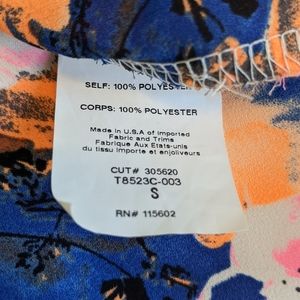 SELF: 100% POLYESTER
CORPS: 100% POLYESTER
Made in U.S.A of Imported
Fabric and Trims
Fabrique Aux Etats-unis
du tissu importe et enjoliveurs
CUT# 305620
T8523C-003
S
RN# 115602